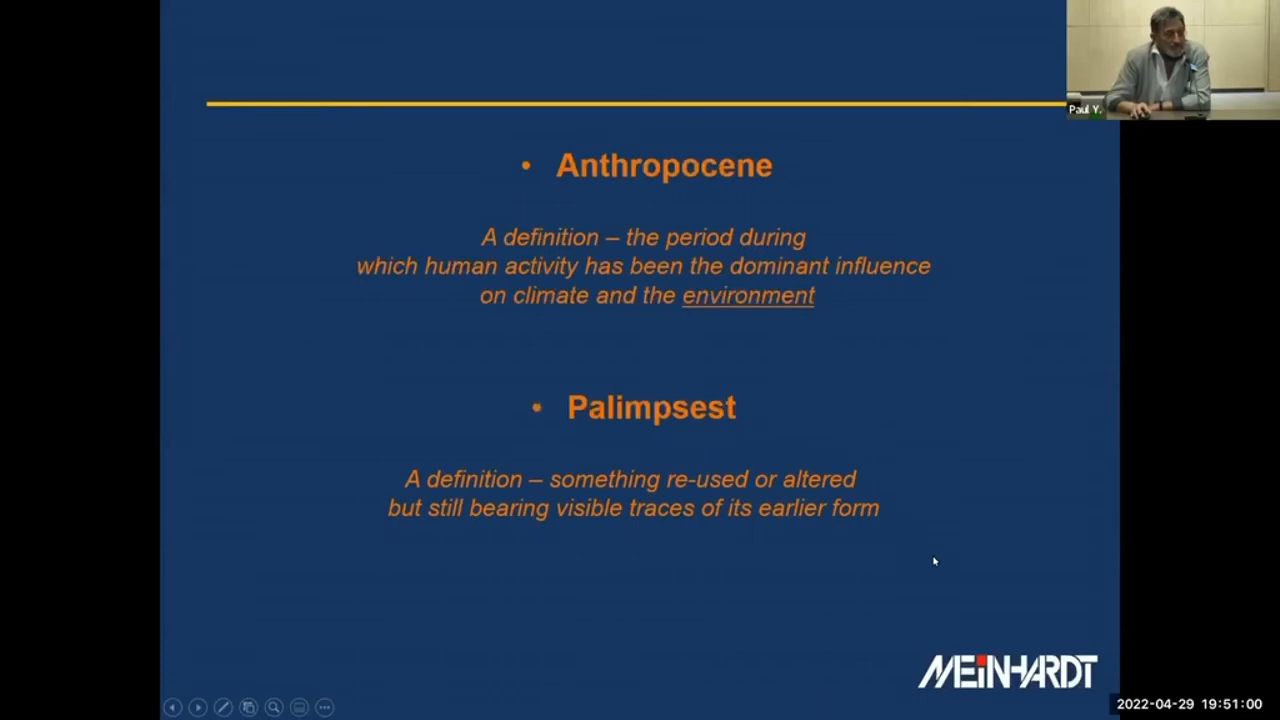 Paul Y.
• Anthropocene
A definition – the period during
which human activity has been the dominant influence
on climate and the environment
• Palimpsest
A definition – something re-used or altered
but still bearing visible traces of its earlier form
MEINHARDT
2022-04-29 19:51:00